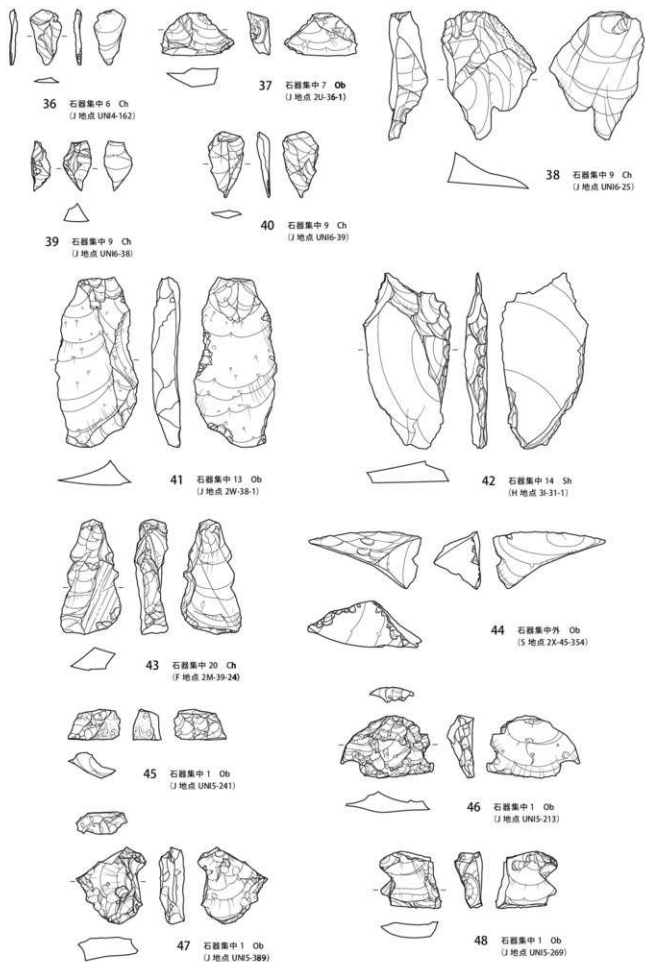 36 石器集中 6 Ch
(J 地点 UNI4-162)
37 石器集中 7 Ob
(J 地点 2U-36-1)
38 石器集中 9 Ch
(J 地点 UNI6-25)
39 石器集中 9 Ch
(J 地点 UNI6-38)
40 石器集中 9 Ch
(J 地点 UNI6-39)
41 石器集中 13 Ob
(J 地点 2W-38-1)
42 石器集中 14 Sh
(H 地点 3I-31-1)
43 石器集中 20 Ch
(F 地点 2M-39-24)
44 石器集中外 Ob
(S 地点 2X-45-354)
45 石器集中 1 Ob
(J 地点 UNI5-241)
46 石器集中 1 Ob
(J 地点 UNI5-213)
47 石器集中 1 Ob
(J 地点 UNI5-389)
48 石器集中 1 Ob
(J 地点 UNI5-269)